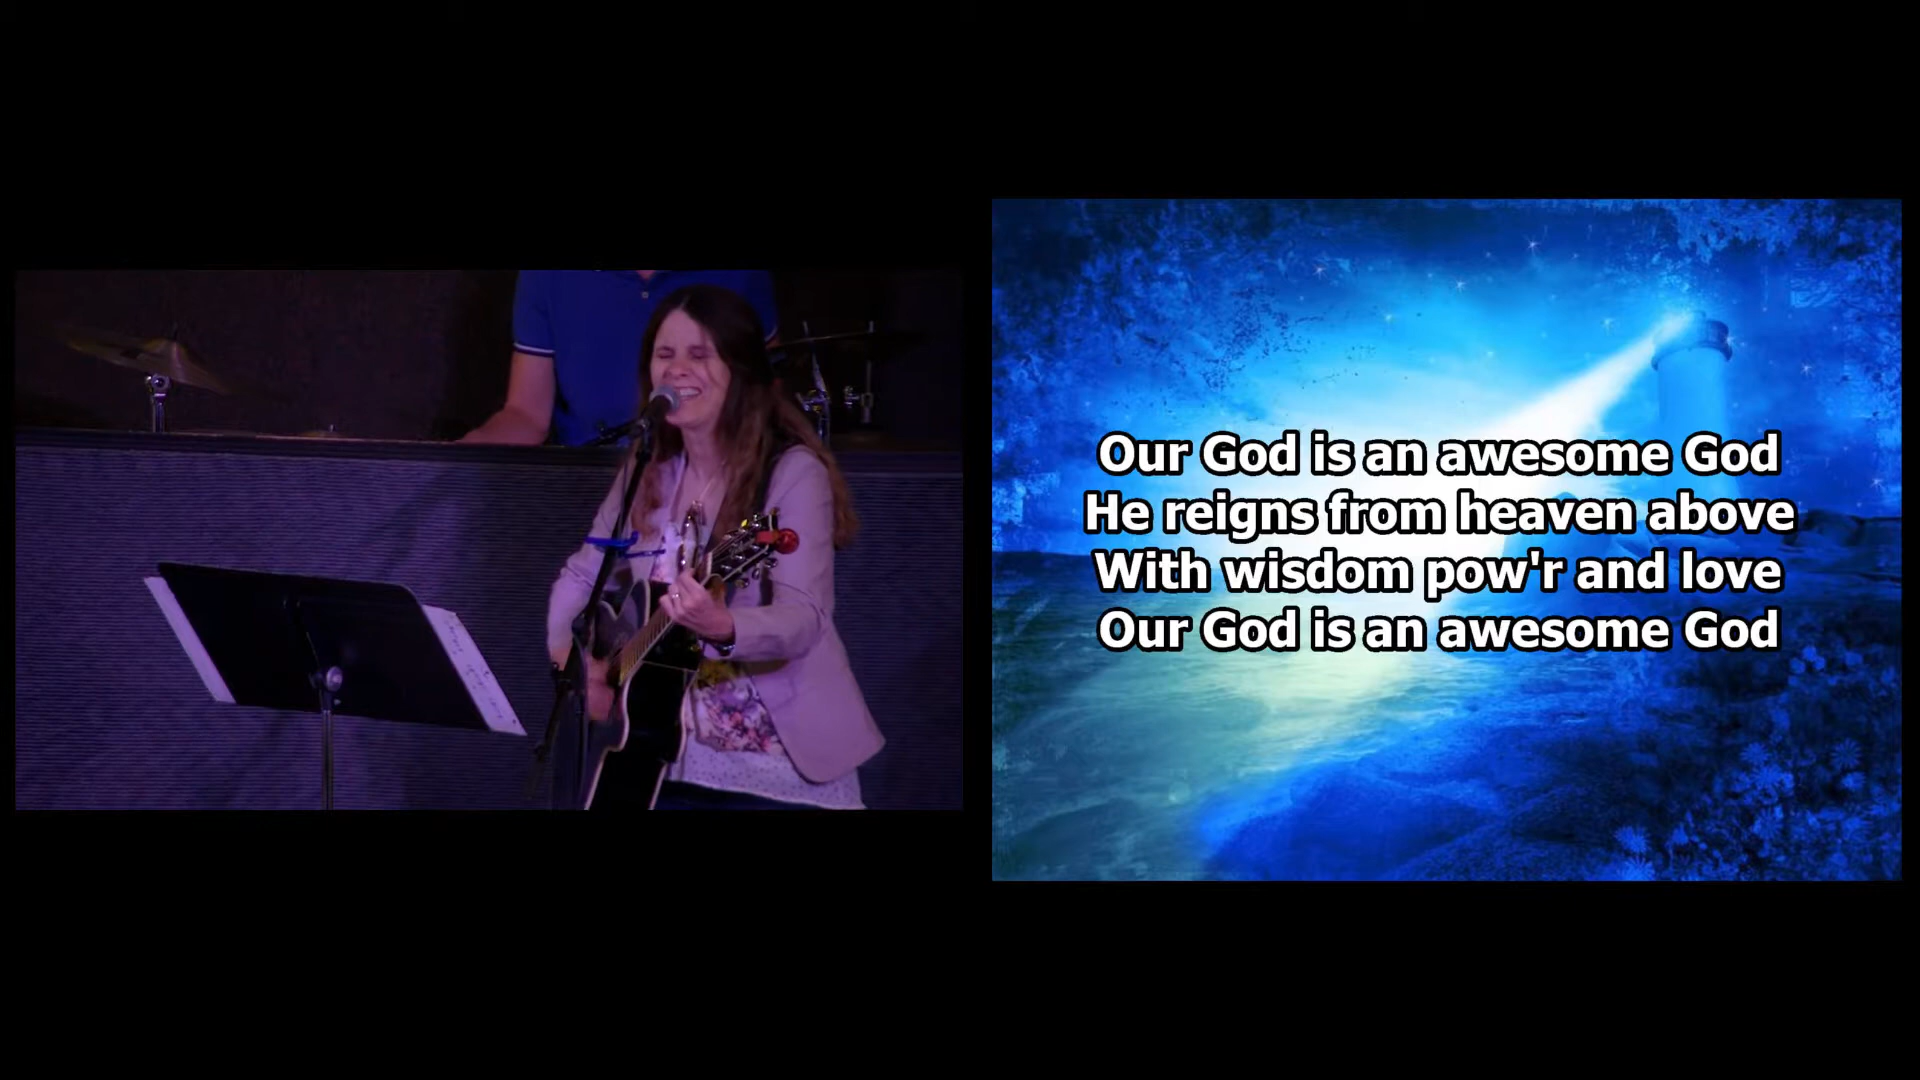 Our God is an awesome God
He reigns from heaven above
With wisdom pow'r and love
Our God is an awesome God